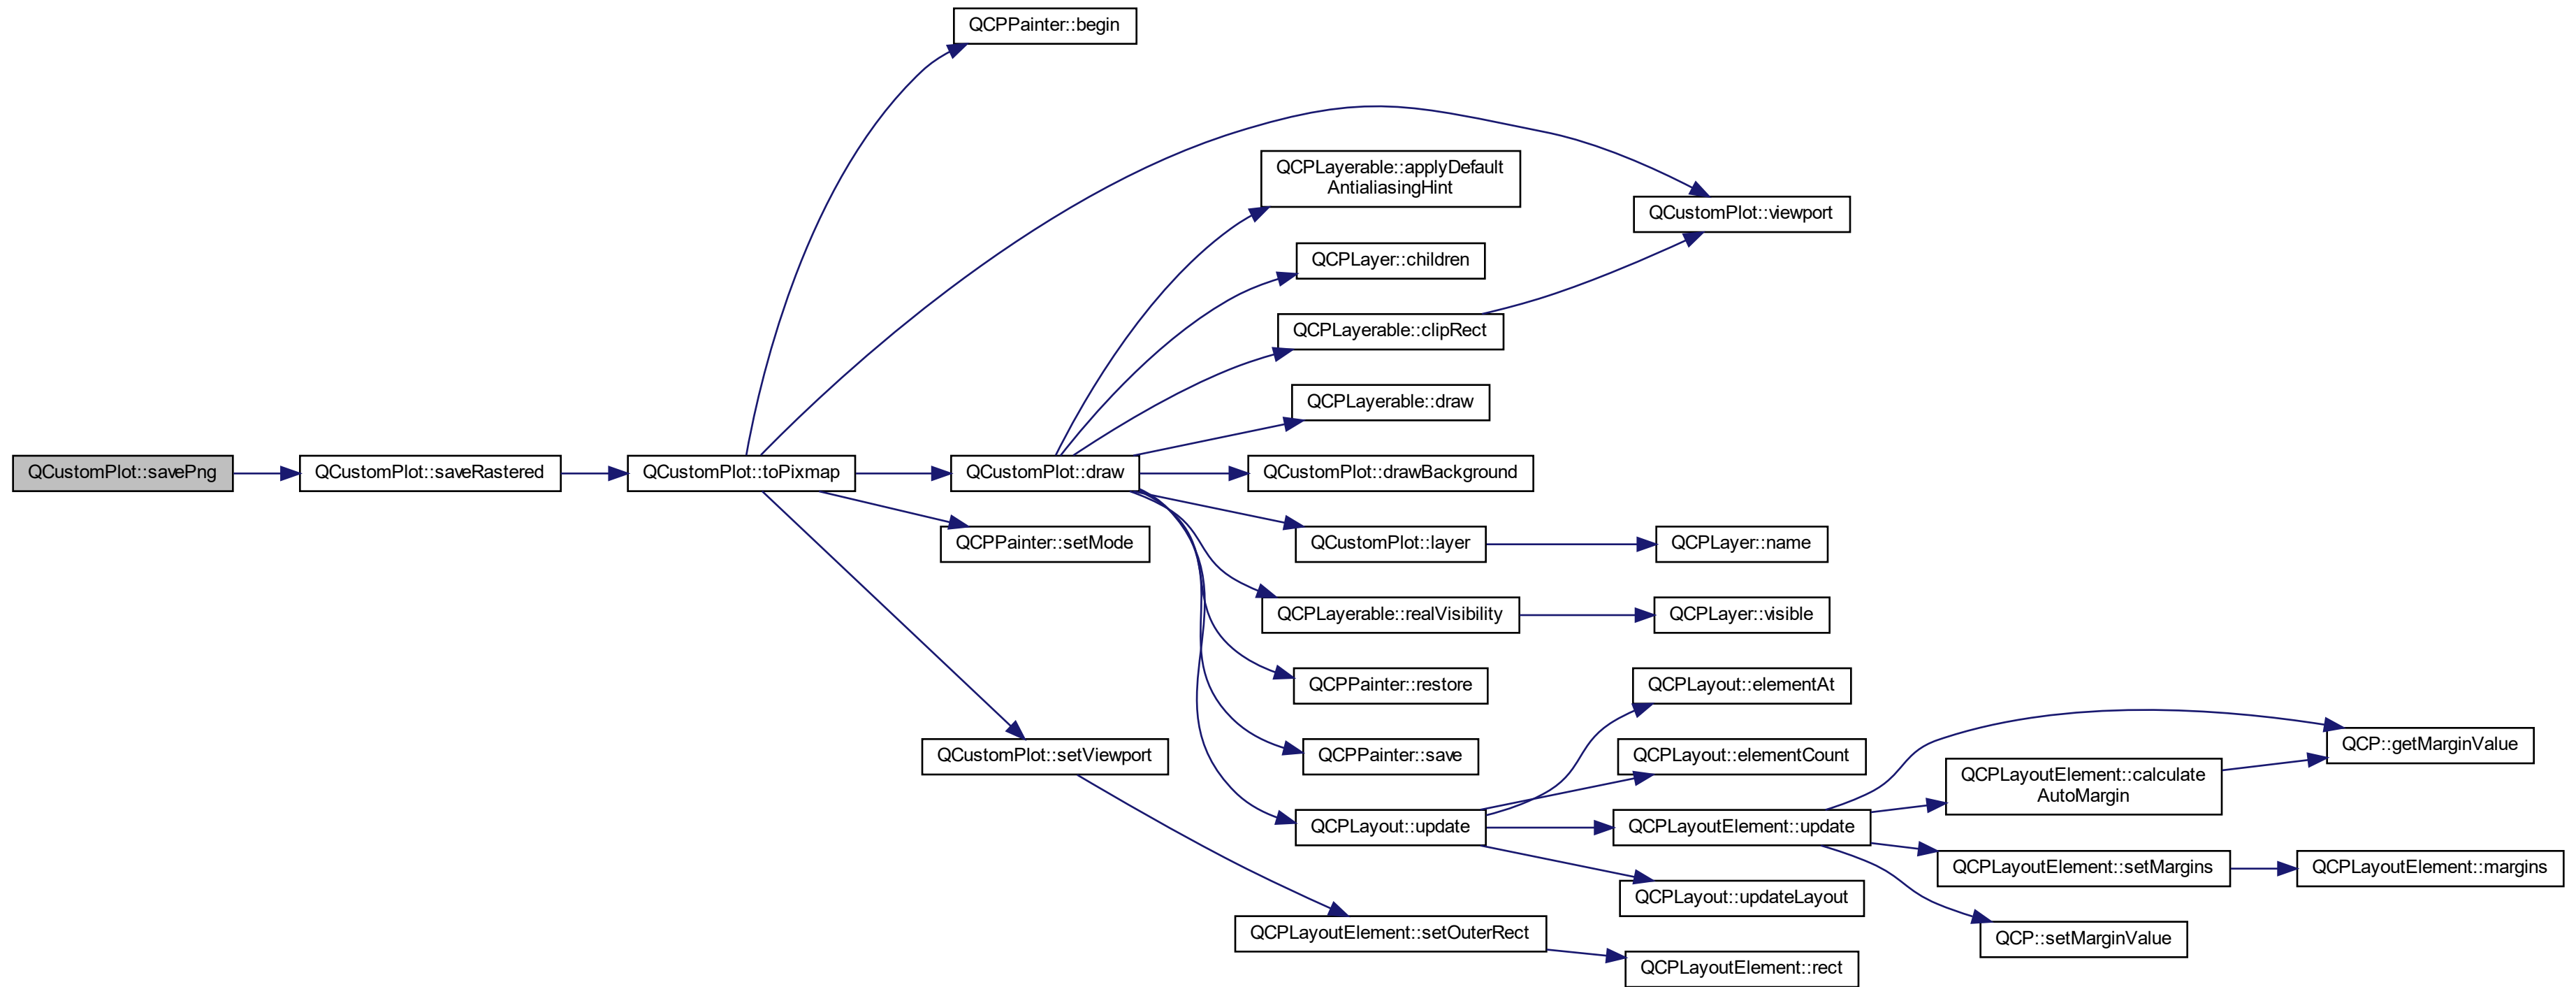 QCPPainter::begin
QCPLayerable::applyDefault
AntialiasingHint
QCustomPlot::viewport
QCPLayer::children
QCPLayerable::clipRect
QCPLayerable::draw
QCustomPlot::savePng
QCustomPlot::saveRastered
QCustomPlot::toPixmap
QCustomPlot::draw
QCustomPlot::drawBackground
QCPPainter::setMode
QCustomPlot::layer
QCPLayer::name
QCPLayerable::realVisibility
QCPLayer::visible
QCPPainter::restore
QCPLayout::elementAt
QCustomPlot::setViewport
QCPPainter::save
QCPLayout::elementCount
QCP::getMarginValue
QCPLayoutElement::calculate
AutoMargin
QCPLayout::update
QCPLayoutElement::update
QCPLayoutElement::setMargins
QCPLayoutElement::margins
QCPLayout::updateLayout
QCPLayoutElement::setOuterRect
QCP::setMarginValue
QCPLayoutElement::rect